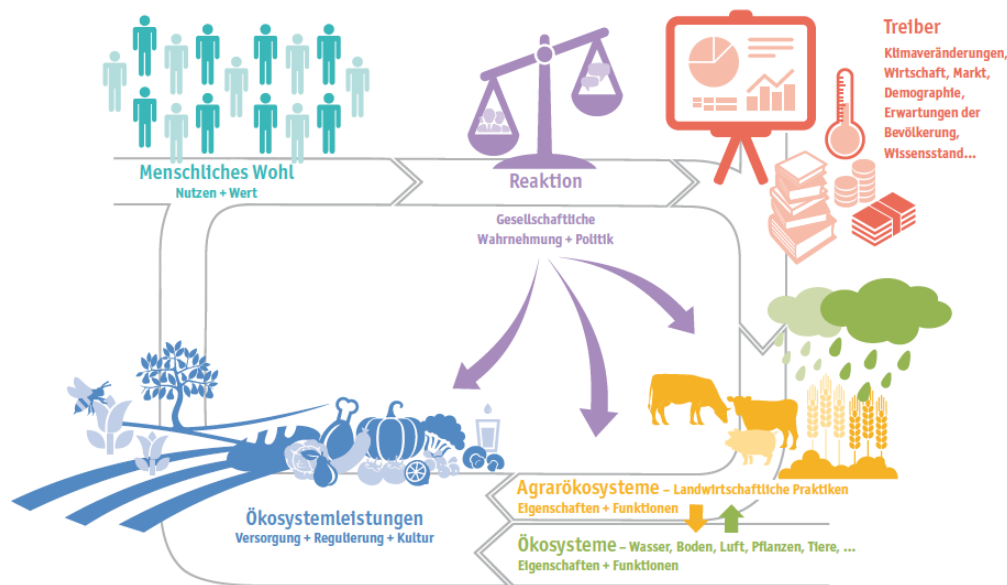 Treiber
Klimaveränderungen,
Wirtschaft, Markt,
Demographie,
Erwartungen der
Bevölkerung,
Wissensstand...
Menschliches Wohl
Nutzen + Wert
Reaktion
Gesellschaftliche
Wahrnehmung + Politik
Agrarökosysteme – Landwirtschaftliche Praktiken
Eigenschaften + Funktionen
Ökosystemleistungen
Versorgung + Regulierung + Kultur
Ökosysteme – Wasser, Boden, Luft, Pflanzen, Tiere, ...
Eigenschaften + Funktionen